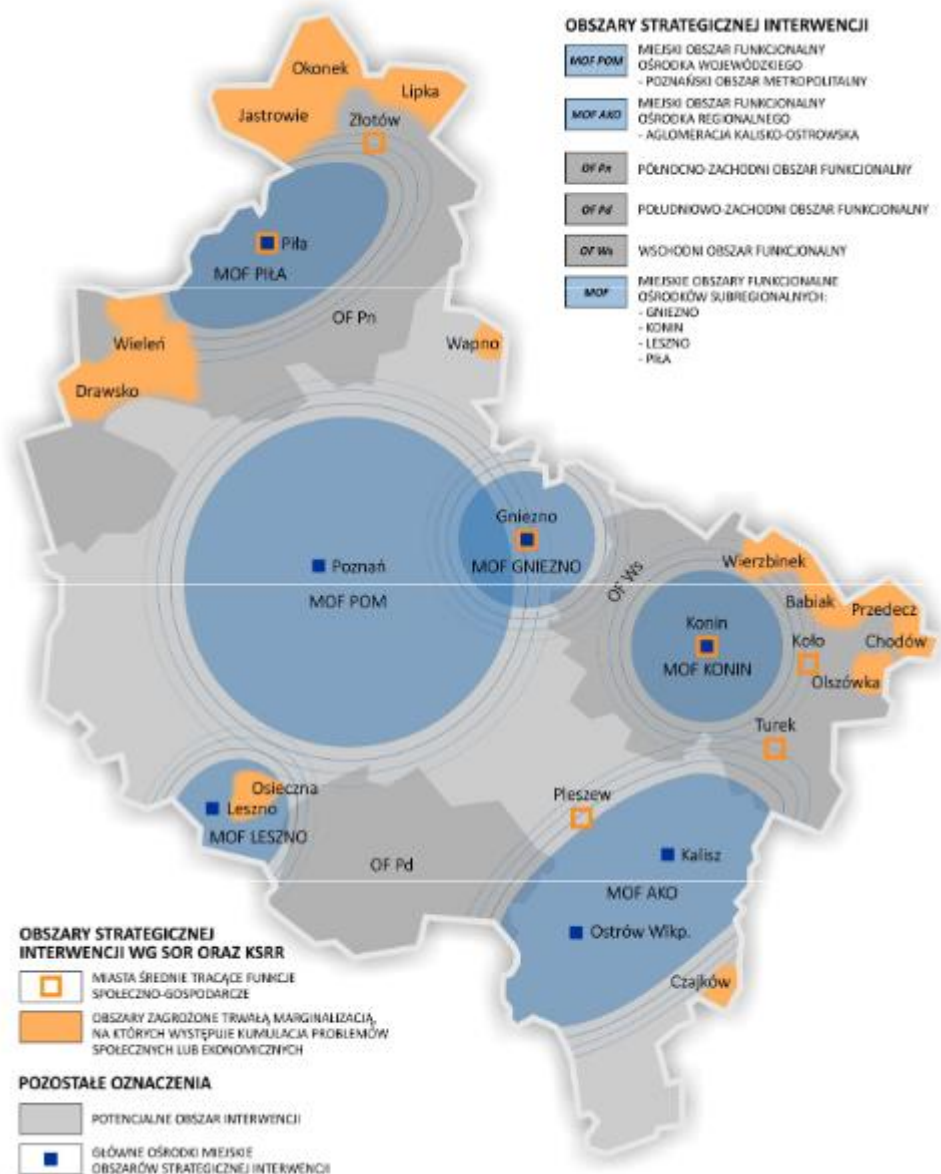 OBSZARY STRATEGICZNEJ INTERWENCJI
MOF POM
MIEJSKI OBSZAR FUNKCJONALNY
OŚRODKA WOJEWÓDZKIEGO
- POZNAŃSKI OBSZAR METROPOLITALNY
MOF AKO
MIEJSKI OBSZAR FUNKCJONALNY
OŚRODKA REGIONALNEGO
- AGLOMERACJA KALISKO-OSTROWSKA
OF Pn
PÓŁNOCNO-ZACHODNI OBSZAR FUNKCJONALNY
OF Pd
POŁUDNIOWO-ZACHODNI OBSZAR FUNKCJONALNY
OF Ws
WSCHODNI OBSZAR FUNKCJONALNY
MOF
MIEJSKIE OBSZARY FUNKCJONALNE
OŚRODKÓW SUBREGIONALNYCH:
- GNIEZNO
- KONIN
- LESZNO
- PIŁA
Okonek
Lipka
Jastrowie
Złotów
Piła
MOF PIŁA
OF Pn
Wieleń
Wapno
Drawsko
Gniezno
Poznań
MOF GNIEZNO
MOF POM
OF Ws
Wierzbinek
Babiak
Przedecz
Konin
Koło
Chodów
MOF KONIN
Olszówka
Turek
Osieczna
Leszno
MOF LESZNO
Pleszew
Kalisz
OF Pd
MOF AKO
Ostrów Wlkp.
Czajków
OBSZARY STRATEGICZNEJ
INTERWENCJI WG SOR ORAZ KSRR
MIASTA ŚREDNIE TRACĄCE FUNKCJE
SPOŁECZNO-GOSPODARCZE
OBSZARY ZAGROŻONE TRWAŁĄ MARGINALIZACJĄ,
NA KTÓRYCH WYSTĘPUJE KUMULACJA PROBLEMÓW
SPOŁECZNYCH LUB EKONOMICZNYCH
POZOSTAŁE OZNACZENIA
POTENCJALNE OBSZAR INTERWENCJI
GŁÓWNE OŚRODKI MIEJSKIE
OBSZARÓW STRATEGICZNEJ INTERWENCJI